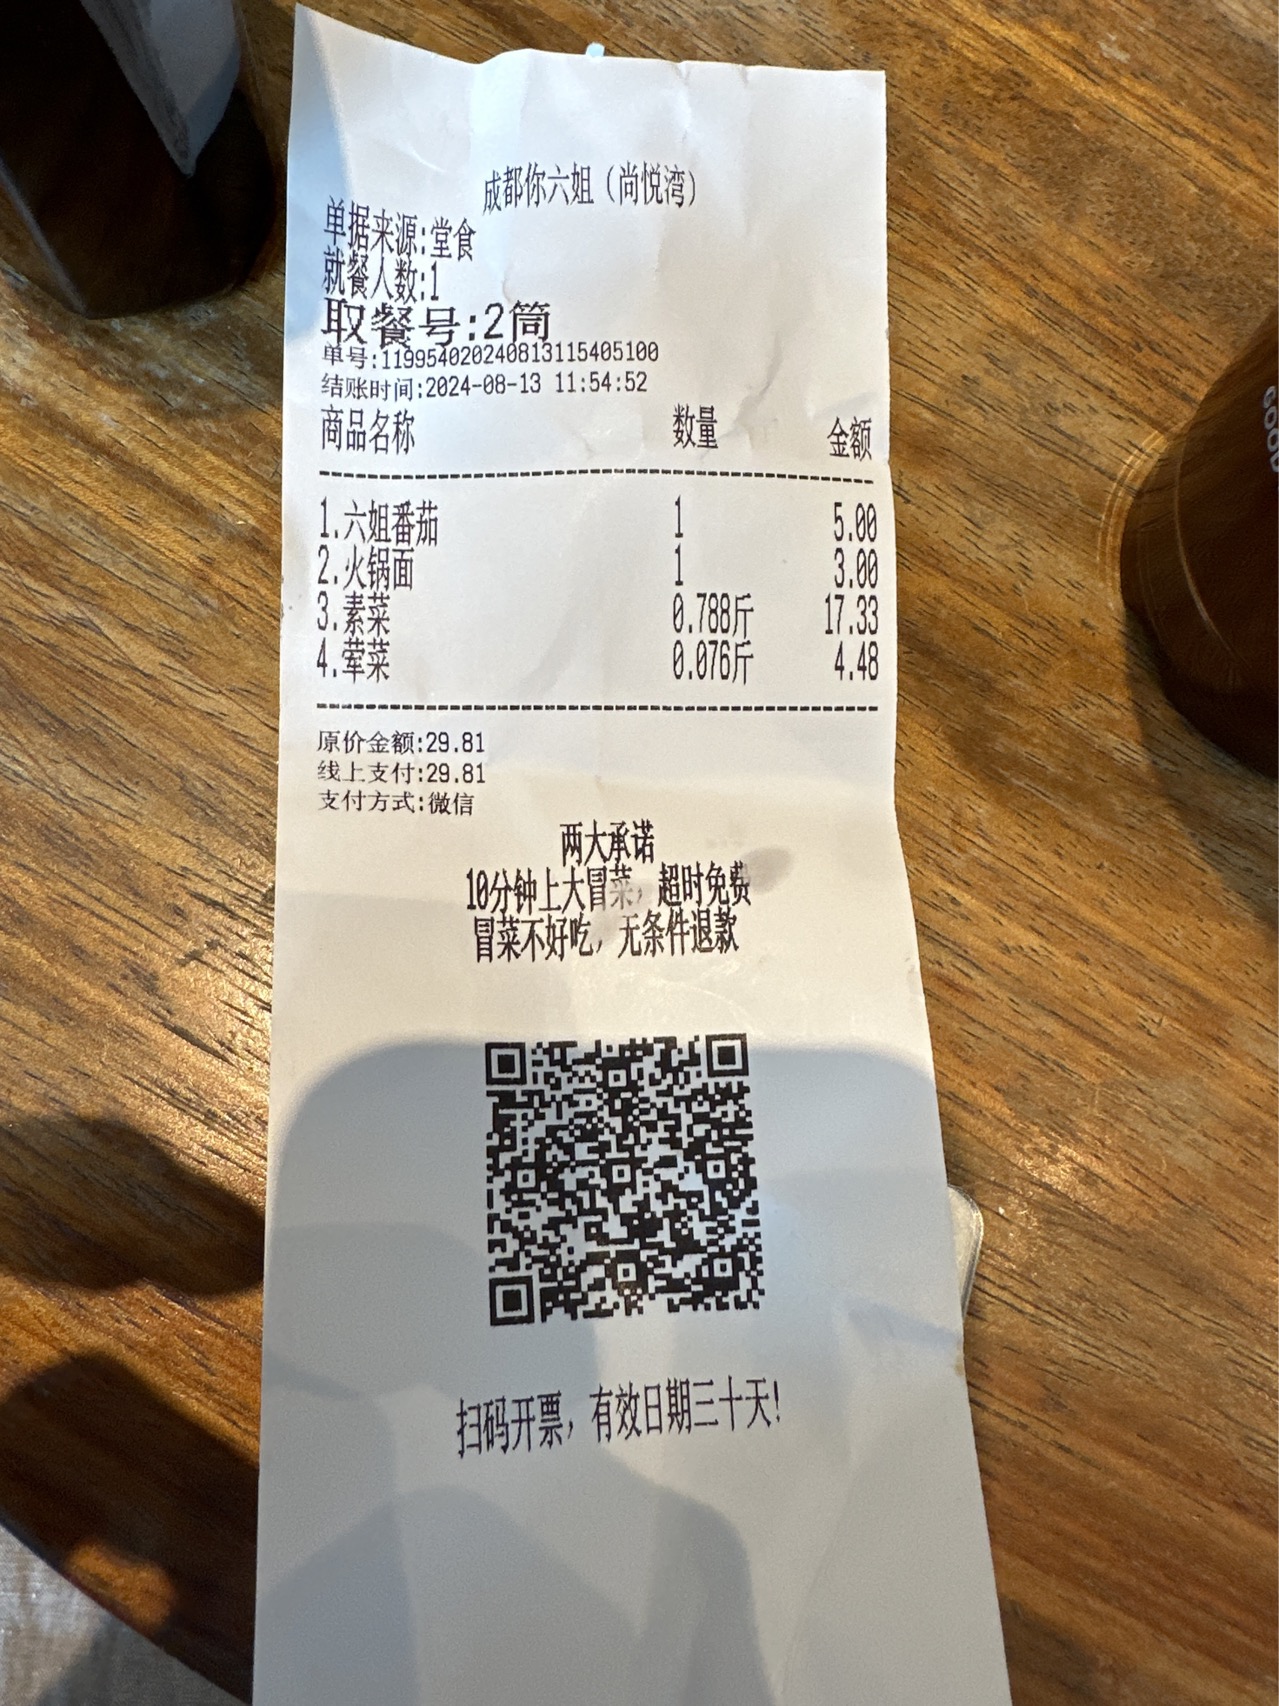 成都你六姐（尚悦湾）
单据来源:堂食
就餐人数:1
取餐号:2筒
单号:119954020240813115405100
结账时间:2024-08-13 11:54:52
商品名称 数量 金额
1.六姐番茄 1 5.00
2.火锅面 1 3.00
3.素菜 0.788斤 17.33
4.荤菜 0.076斤 4.48
原价金额:29.81
线上支付:29.81
支付方式:微信
两大承诺
10分钟上大冒菜，超时免费
冒菜不好吃，无条件退款
扫码开票，有效日期三十天!